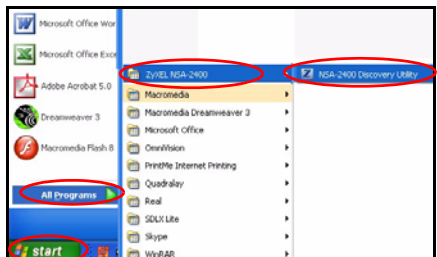 Microsoft Office Wor
Microsoft Office Exce
Adobe Acrobat 5.0
Dreamweaver 3
Macromedia Flash 8
All Programs
start
ZyXEL NSA-2400
Macromedia
Macromedia Dreamweaver 3
Microsoft Office
OmniVision
PrintMe Internet Printing
Quadralay
Real
SDLX Lite
Skype
WinRAR
NSA-2400 Discovery Utility